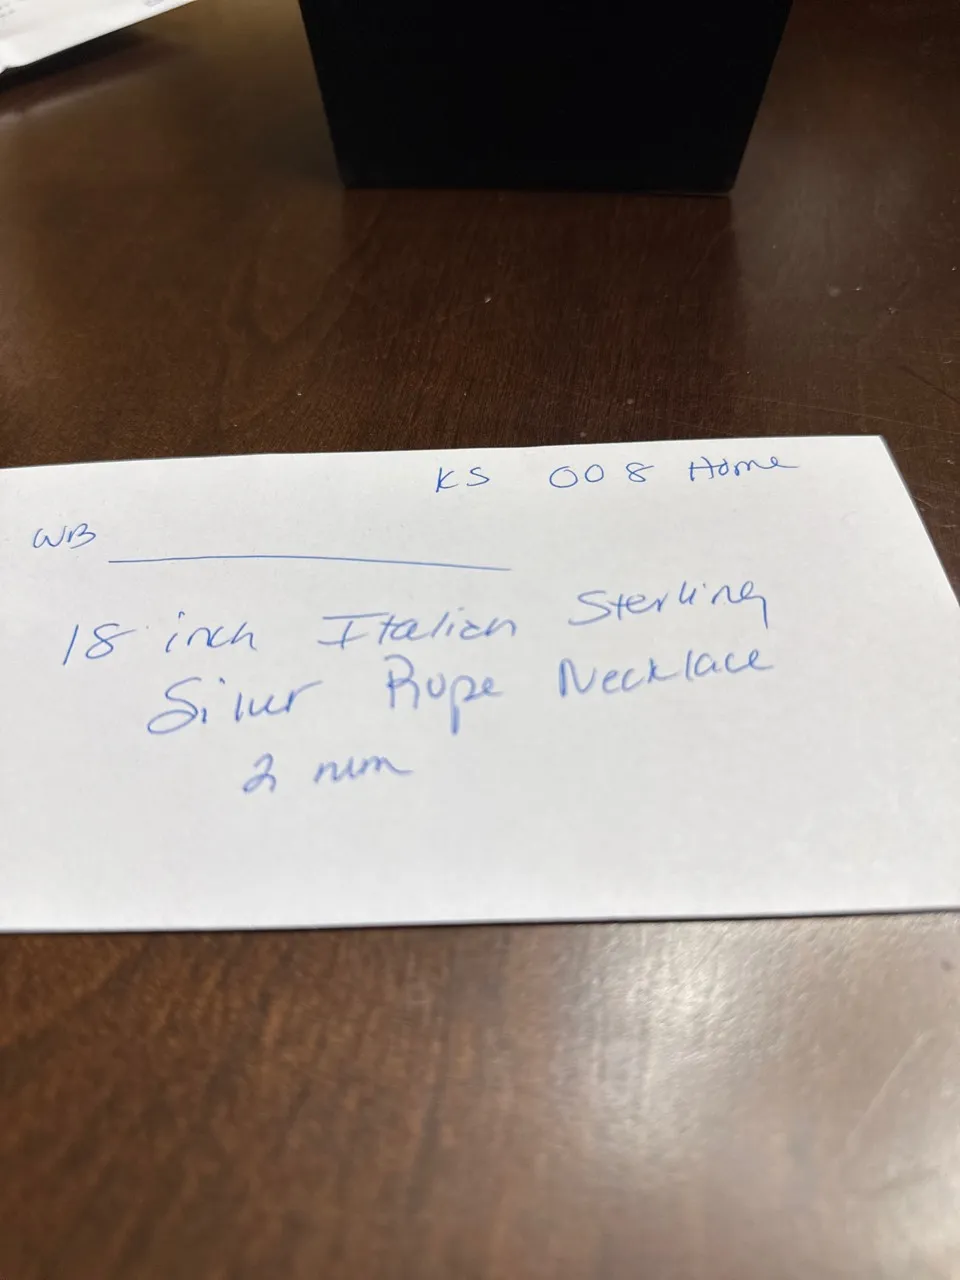 KS 008 Home
WB
18 inch Italian Sterling
Silver Rope Necklace
2 mm